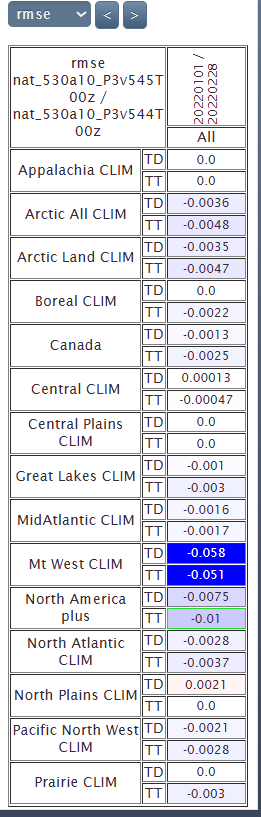 rmse
< >
rmse
nat_530a10_P3v545T
00z /
nat_530a10_P3v544T
00z
20220101 /
20220228
All
Appalachia CLIM TD 0.0
TT 0.0
Arctic All CLIM TD -0.0036
TT -0.0048
Arctic Land CLIM TD -0.0035
TT -0.0047
Boreal CLIM TD 0.0
TT -0.0022
Canada TD -0.0013
TT -0.0025
Central CLIM TD 0.00013
TT -0.00047
Central Plains
CLIM TD 0.0
TT 0.0
Great Lakes CLIM TD -0.001
TT -0.003
MidAtlantic CLIM TD -0.0016
TT -0.0017
Mt West CLIM TD -0.058
TT -0.051
North America
plus TD -0.0075
TT -0.01
North Atlantic
CLIM TD -0.0028
TT -0.0037
North Plains CLIM TD 0.0021
TT 0.0
Pacific North West
CLIM TD -0.0021
TT -0.0028
Prairie CLIM TD 0.0
TT -0.003